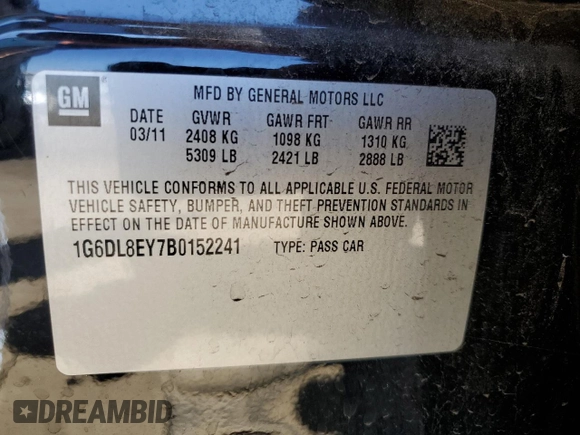 GM
MFD BY GENERAL MOTORS LLC
DATE GVWR GAWR FRT GAWR RR
03/11 2408 KG 1098 KG 1310 KG
5309 LB 2421 LB 2888 LB
THIS VEHICLE CONFORMS TO ALL APPLICABLE U.S. FEDERAL MOTOR
VEHICLE SAFETY, BUMPER, AND THEFT PREVENTION STANDARDS IN
EFFECT ON THE DATE OF MANUFACTURE SHOWN ABOVE.
1G6DL8EY7B0152241 TYPE: PASS CAR
DREAMBID